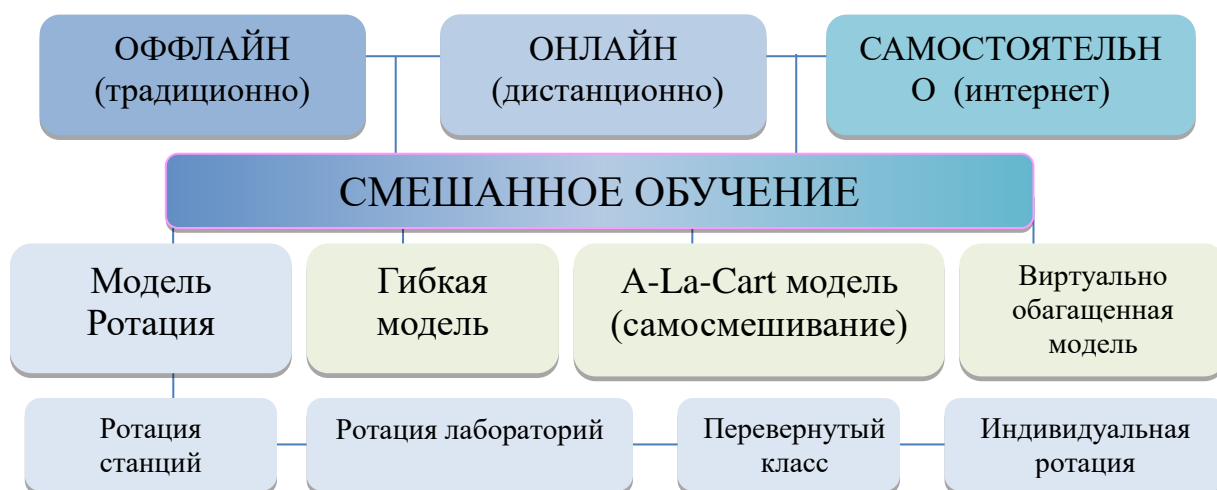 ОФФЛАЙН
(традиционно)
ОНЛАЙН
(дистанционно)
САМОСТОЯТЕЛЬН
О (интернет)
СМЕШАННОЕ ОБУЧЕНИЕ
Модель
Ротация
Гибкая
модель
A-La-Cart модель
(самосмешивание)
Виртуально
обагащенная
модель
Ротация
станций
Ротация лабораторий
Перевернутый
класс
Индивидуальная
ротация